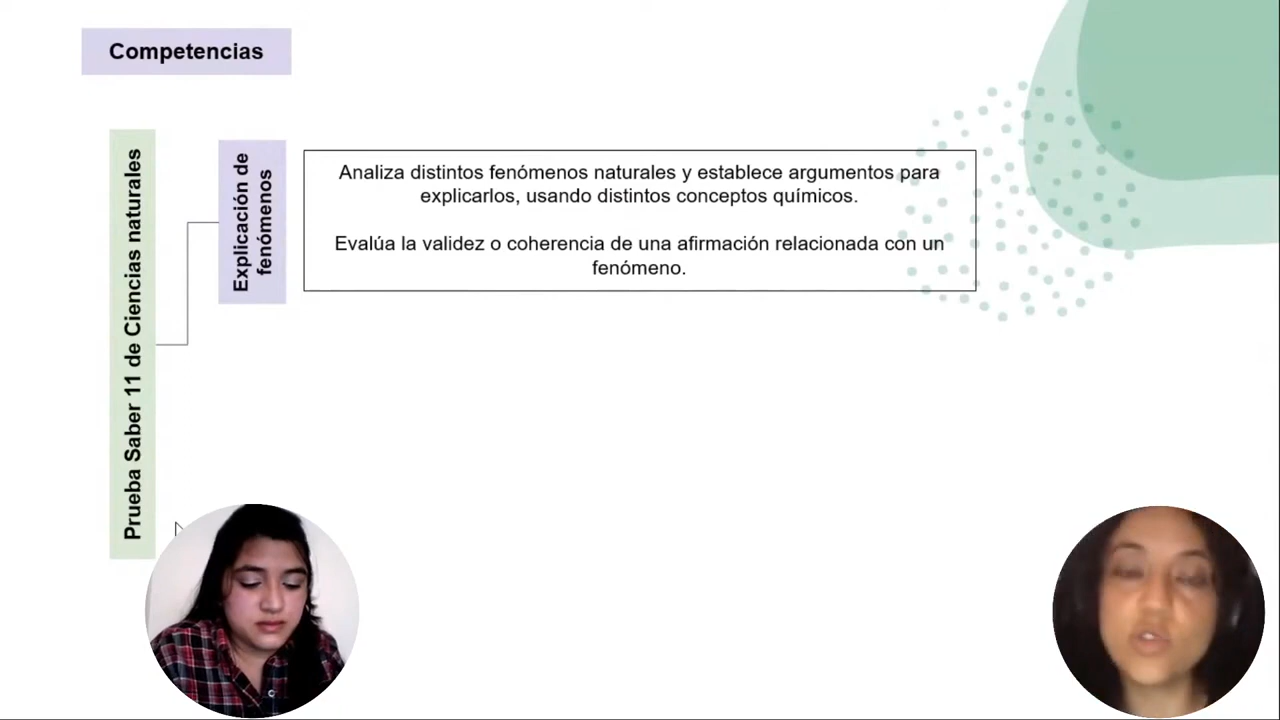 Competencias
Prueba Saber 11 de Ciencias naturales
Explicación de
fenómenos
Analiza distintos fenómenos naturales y establece argumentos para
explicarlos, usando distintos conceptos químicos.
Evalúa la validez o coherencia de una afirmación relacionada con un
fenómeno.